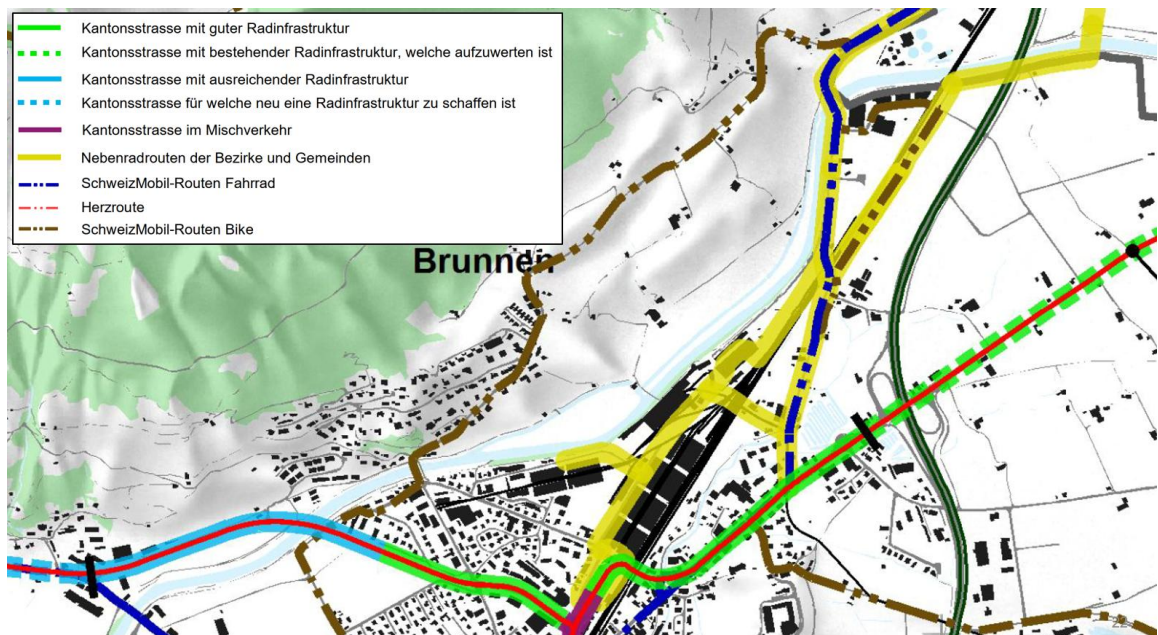 Kantonsstrasse mit guter Radinfrastruktur
Kantonsstrasse mit bestehender Radinfrastruktur, welche aufzuwerten ist
Kantonsstrasse mit ausreichender Radinfrastruktur
Kantonsstrasse für welche neu eine Radinfrastruktur zu schaffen ist
Kantonsstrasse im Mischverkehr
Nebenradrouten der Bezirke und Gemeinden
SchweizMobil-Routen Fahrrad
Herzroute
SchweizMobil-Routen Bike
Brunnen